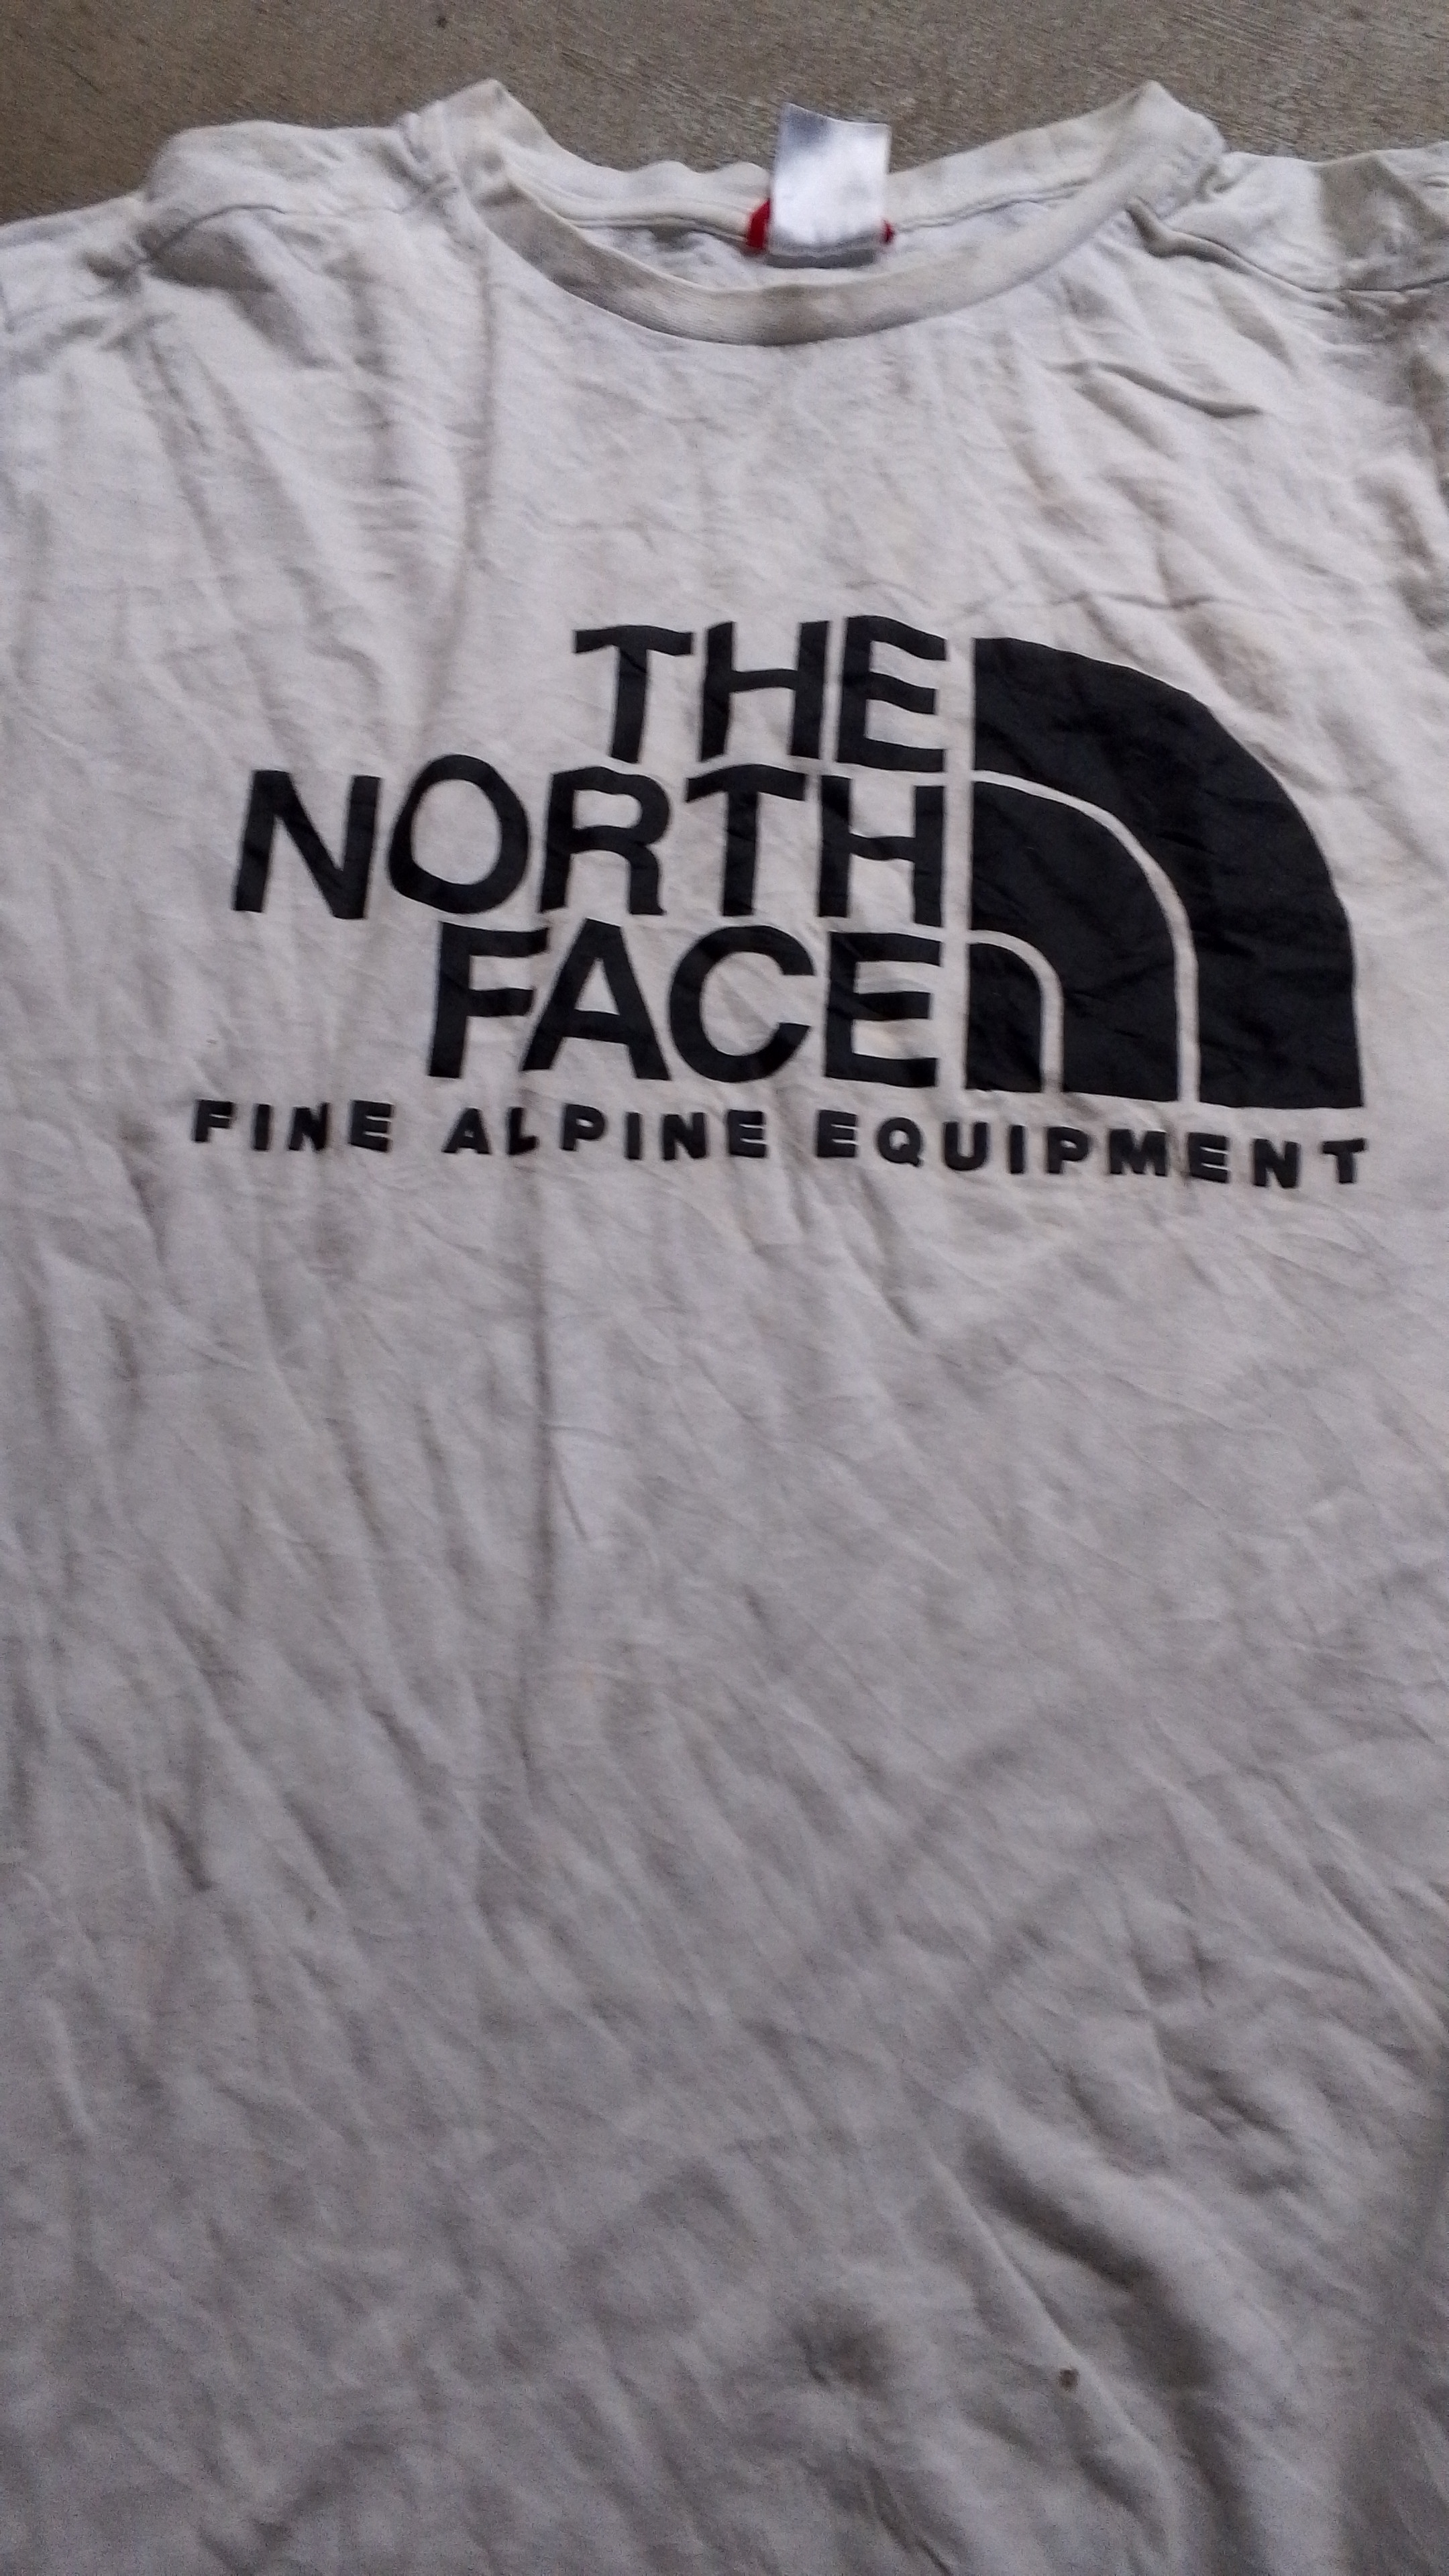 THE
NORTH
FACE
FINE ALPINE EQUIPMENT